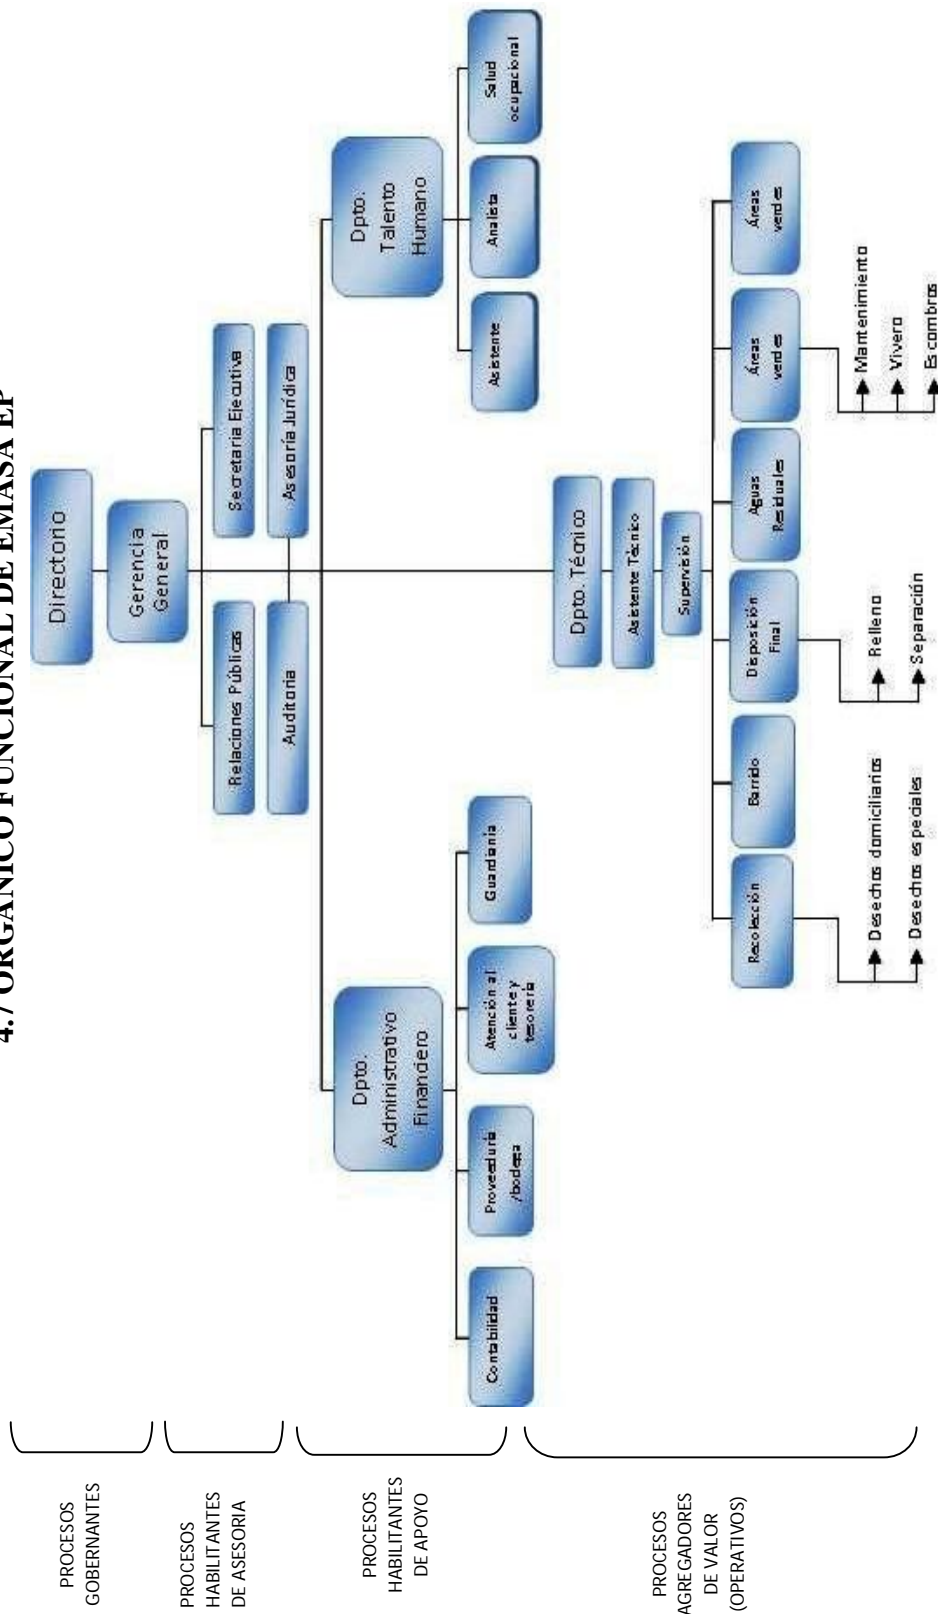 4.7 ORGÁNICO FUNCIONAL DE EMASA EP
PROCESOS
GOBERNANTES
Directorio
Gerencia
General
PROCESOS
HABILITANTES
DE ASESORIA
Relaciones Públicas
Secretaria Ejecutiva
Auditoria
Asesoría Jurídica
PROCESOS
HABILITANTES
DE APOYO
Dpto.
Administrativo
Financiero
Dpto.
Talento
Humano
Contabilidad
Proveeduría
/bodega
Atención al
cliente y
tesorería
Guardianía
Asistente
Analista
Salud
ocupacional
PROCESOS
AGREGADORES
DE VALOR
(OPERATIVOS)
Dpto. Técnico
Asistente Técnico
Supervisión
Recolección
Barrido
Disposición
Final
Aguas
Residuales
Áreas
verdes
Áreas
verdes
Desechos domiciliarios
Desechos especiales
Relleno
Separación
Mantenimiento
Vivero
Escombros